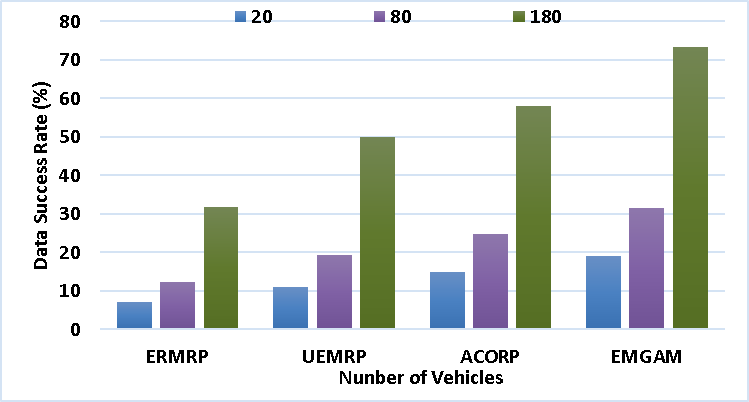 20 80 180
80
70
60
50
40
30
20
10
0
Data Success Rate (%)
ERMRP UEMRP ACORP EMGAM
Nunber of Vehicles